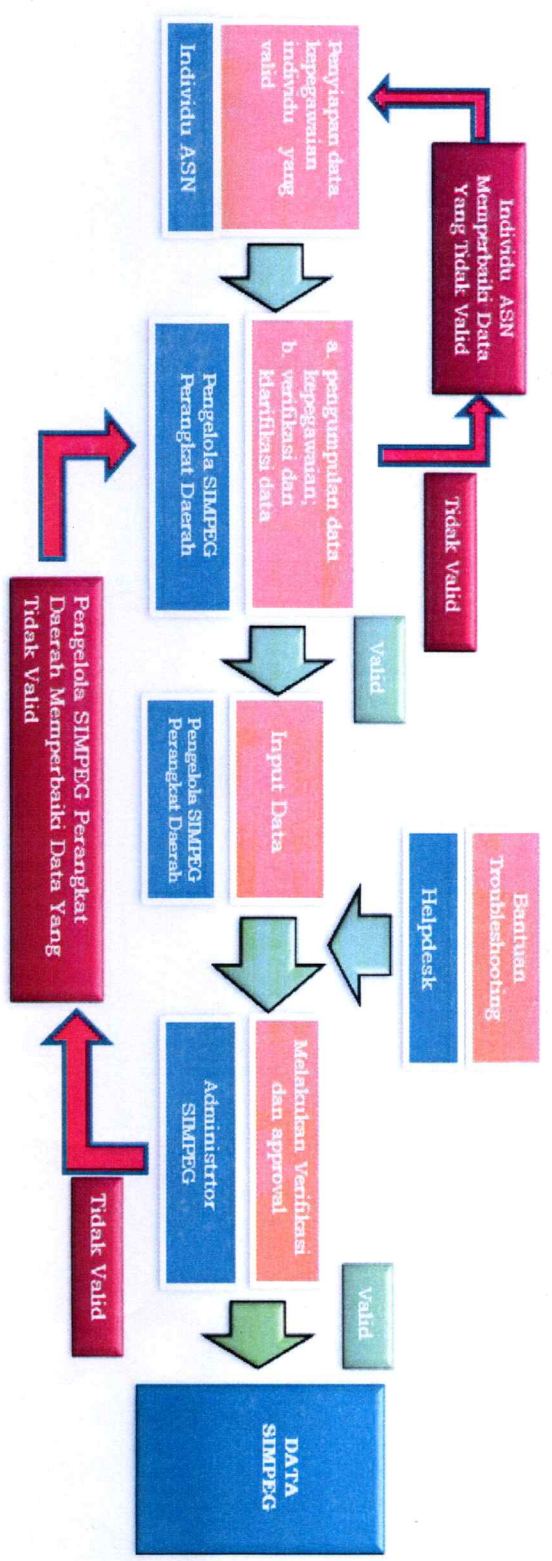 Individu ASN
Memperbaiki Data
Yang Tidak Valid
Tidak Valid
Penyiapan data
kepegawaian
individu yang
valid
Individu ASN
a. pengumpulan data
kepegawaian;
b. verifikasi dan
klarifikasi data
Pengelola SIMPEG
Perangkat Daerah
Valid
Input Data
Pengelola SIMPEG
Perangkat Daerah
Bantuan
Troubleshooting
Helpdesk
Melakukan Verifikasi
dan approval
Administrtor
SIMPEG
Valid
DATA
SIMPEG
Tidak Valid
Pengelola SIMPEG Perangkat
Daerah Memperbaiki Data Yang
Tidak Valid